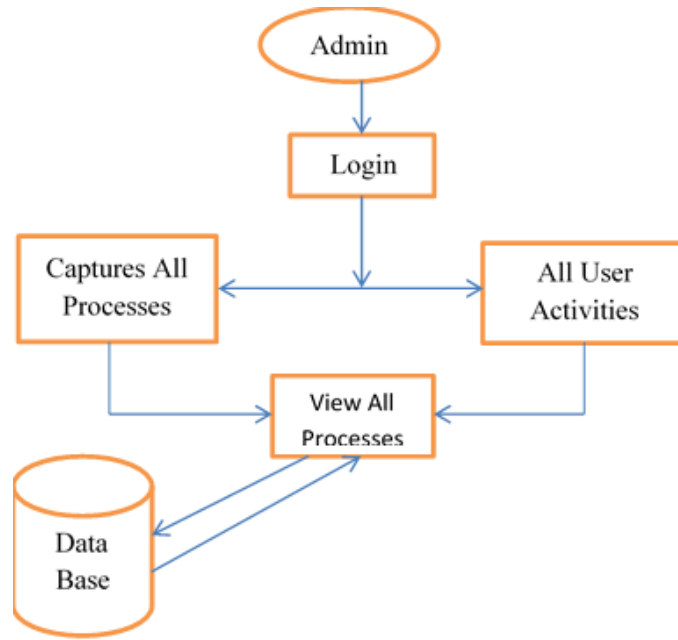 Admin
Login
Captures All
Processes
All User
Activities
View All
Processes
Data
Base